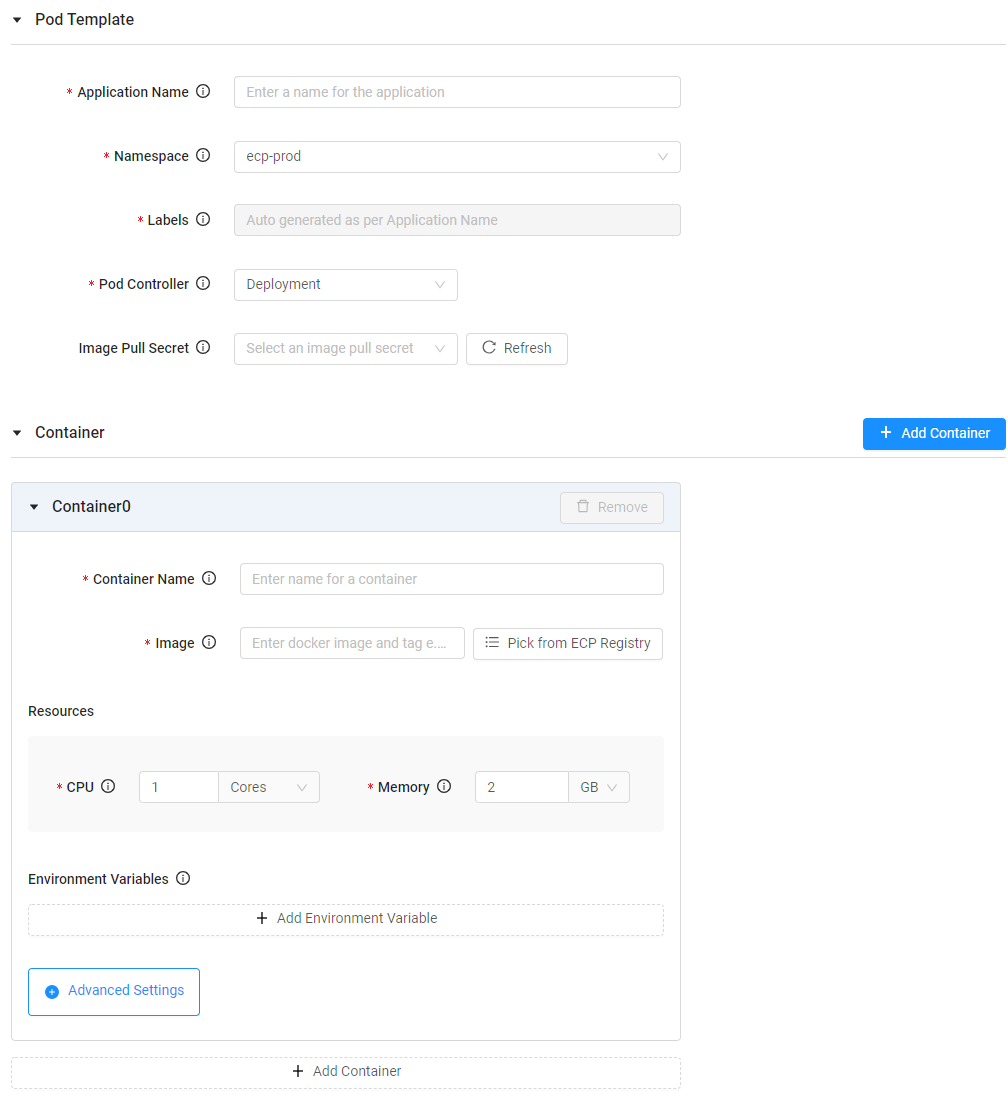 Pod Template
* Application Name
Enter a name for the application
* Namespace
ecp-prod
* Labels
Auto generated as per Application Name
* Pod Controller
Deployment
Image Pull Secret
Select an image pull secret
Refresh
Container
+ Add Container
Container0
Remove
* Container Name
Enter name for a container
* Image
Enter docker image and tag e....
Pick from ECP Registry
Resources
* CPU
1
Cores
* Memory
2
GB
Environment Variables
+ Add Environment Variable
Advanced Settings
+ Add Container